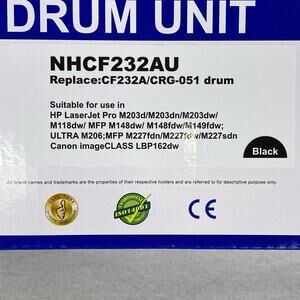 DRUM UNIT
NHCF232AU
Replace:CF232A/CRG-051 drum
Suitable for use in
HP LaserJet Pro M203d/M203dn/M203dw/
M118dw/ MFP M148dw/ M148fdw/M149fdw;
ULTRA M206;MFP M227fdn/M227fdw/M227sdn
Canon imageCLASS LBP162dw
Black
All brand names and trademarks are the properties of their respective holders and are referred to for descriptive purpose only.
ISO14001
CE